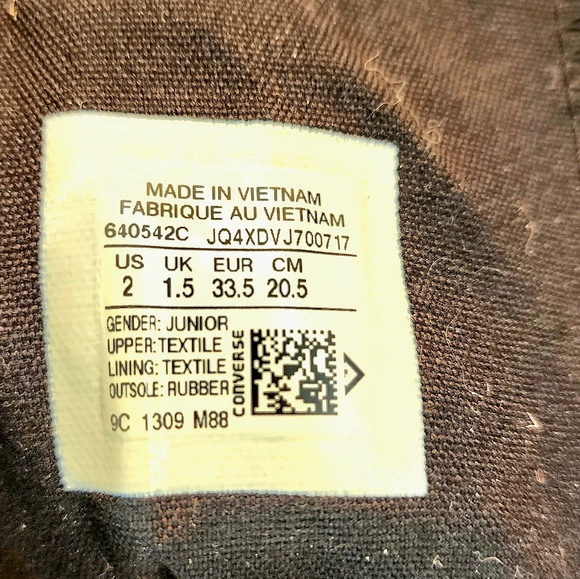 MADE IN VIETNAM
FABRIQUE AU VIETNAM
640542C JQ4XDVJ700717
US UK EUR CM
2 1.5 33.5 20.5
GENDER: JUNIOR
UPPER: TEXTILE
LINING: TEXTILE
OUTSOLE: RUBBER
CONVERSE
9C 1309 M88